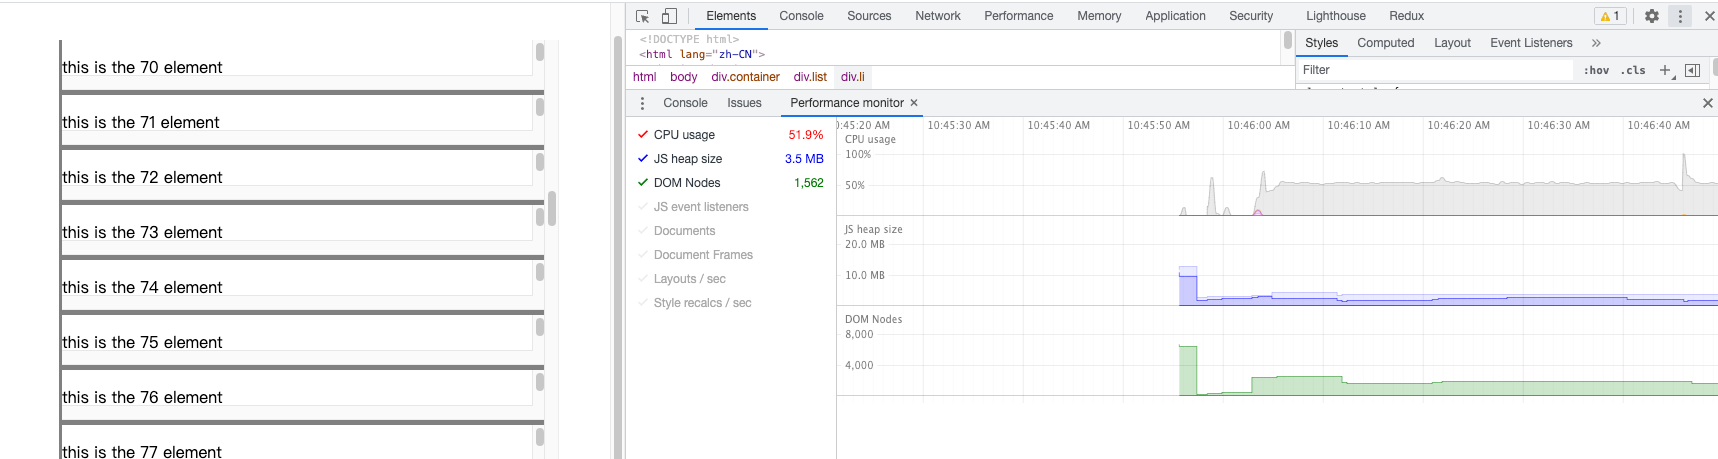 this is the 70 element
this is the 71 element
this is the 72 element
this is the 73 element
this is the 74 element
this is the 75 element
this is the 76 element
this is the 77 element
Elements Console Sources Network Performance Memory Application Security Lighthouse Redux 1
<!DOCTYPE html>
<html lang="zh-CN">
html body div.container div.list div.li
Styles Computed Layout Event Listeners »
Filter :hov .cls +
Console Issues Performance monitor ×
CPU usage 51.9%
JS heap size 3.5 MB
DOM Nodes 1,562
JS event listeners
Documents
Document Frames
Layouts / sec
Style recalcs / sec
):45:20 AM 10:45:30 AM 10:45:40 AM 10:45:50 AM 10:46:00 AM 10:46:10 AM 10:46:20 AM 10:46:30 AM 10:46:40 AM
CPU usage
100%
50%
JS heap size
20.0 MB
10.0 MB
DOM Nodes
8,000
4,000